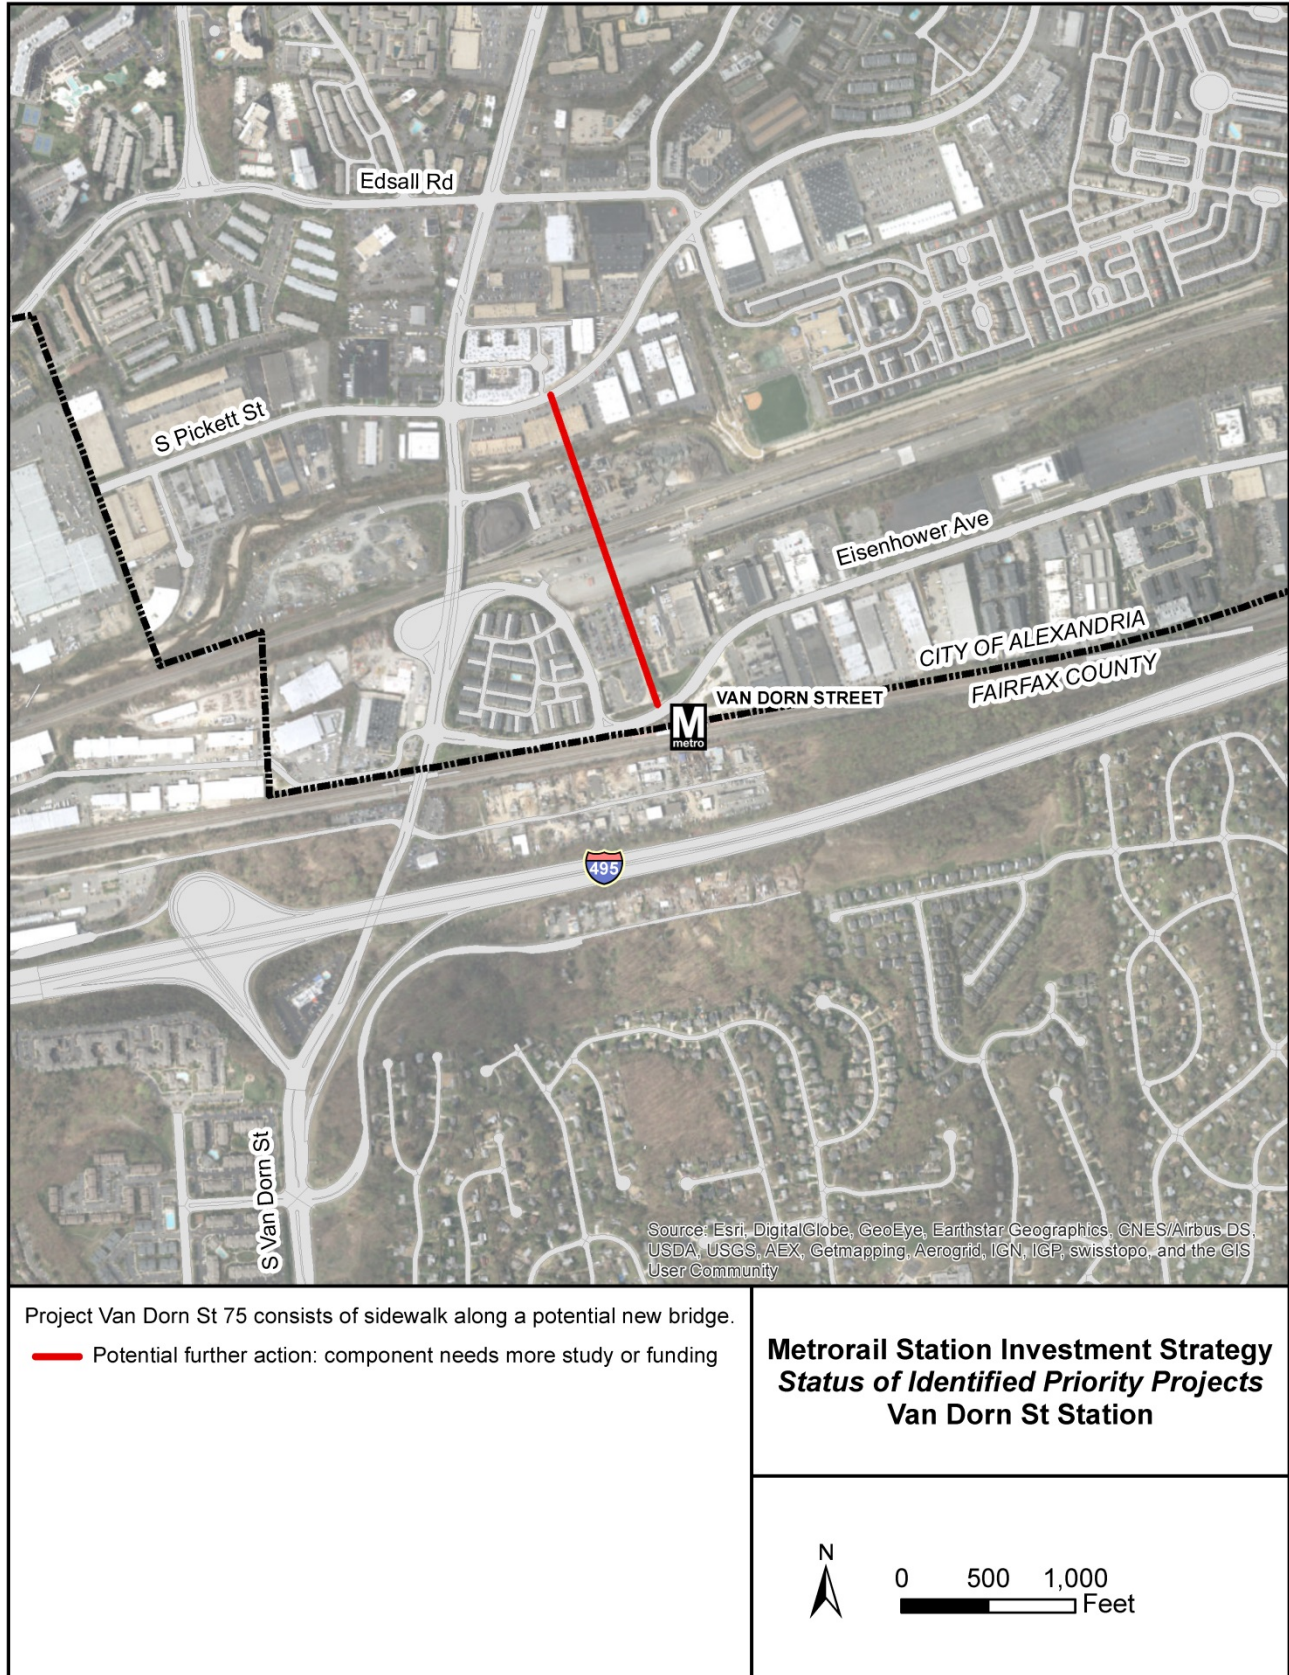 Edsall Rd
S Pickett St
Eisenhower Ave
CITY OF ALEXANDRIA
FAIRFAX COUNTY
VAN DORN STREET
M
metro
495
S Van Dorn St
Source: Esri, DigitalGlobe, GeoEye, Earthstar Geographics, CNES/Airbus DS,
USDA, USGS, AEX, Getmapping, Aerogrid, IGN, IGP, swisstopo, and the GIS
User Community
Project Van Dorn St 75 consists of sidewalk along a potential new bridge.
Potential further action: component needs more study or funding
Metrorail Station Investment Strategy
Status of Identified Priority Projects
Van Dorn St Station
N
0 500 1,000
Feet